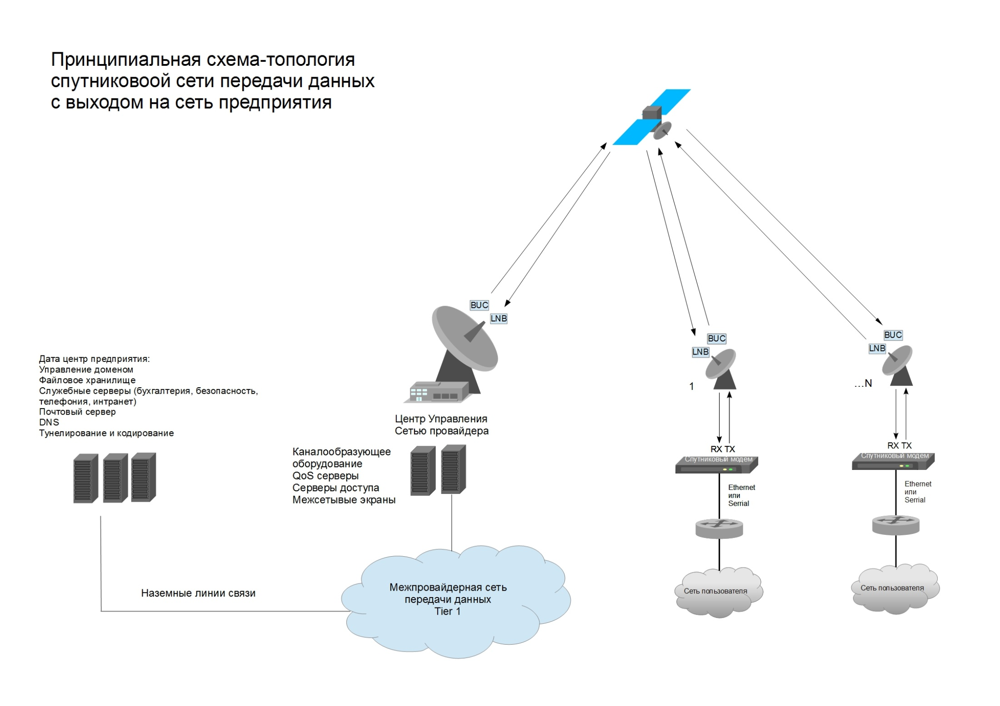 Принципиальная схема-топология
спутниковоой сети передачи данных
с выходом на сеть предприятия
BUC
LNB
BUC
LNB
BUC
LNB
1
...N
Дата центр предприятия:
Управление доменом
Файловое хранилище
Служебные серверы (бухгалтерия, безопасность,
телефония, интранет)
Почтовый сервер
DNS
Тунелирование и кодирование
Центр Управления
Сетью провайдера
Каналообразующее
оборудование
QoS серверы
Серверы доступа
Межсетывые экраны
RX TX
Спутниковый модем
Ethernet
или
Serrial
RX TX
Спутниковый модем
Ethernet
или
Serrial
Наземные линии связи
Межпровайдерная сеть
передачи данных
Tier 1
Сеть пользователя
Сеть пользователя